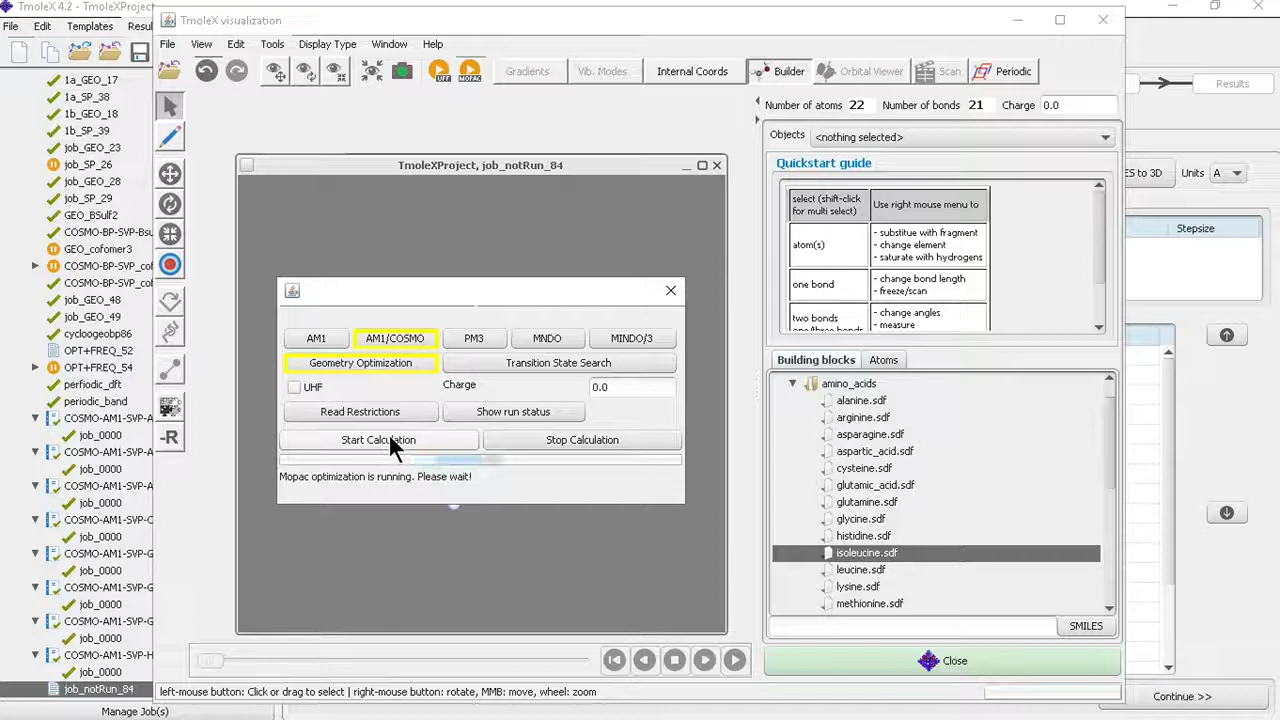 TmoleX 4.2 - TmoleXProject
File Edit Templates Resul
1a_GEO_17
1a_SP_38
1b_GEO_18
1b_SP_39
job_GEO_23
job_SP_26
job_GEO_28
job_SP_29
GEO_BSulf2
COSMO-BP-SVP-Bsu
GEO_cofomer3
COSMO-BP-SVP_cof
COSMO-BP-SVP_cof
job_GEO_48
job_GEO_49
cycloogeobp86
OPT+FREQ_52
OPT+FREQ_54
perfiodic_dft
periodic_band
COSMO-AM1-SVP-A
job_0000
COSMO-AM1-SVP-A
job_0000
COSMO-AM1-SVP-A
job_0000
COSMO-AM1-SVP-C
job_0000
COSMO-AM1-SVP-G
job_0000
COSMO-AM1-SVP-G
job_0000
COSMO-AM1-SVP-G
job_0000
COSMO-AM1-SVP-H
job_0000
job_notRun_84
Manage Job(s)
TmoleX visualization
File View Edit Tools Display Type Window Help
UFF MOPAC Gradients Vib. Modes Internal Coords Builder Orbital Viewer Scan Periodic
-R
TmoleXProject, job_notRun_84
AM1 AM1/COSMO PM3 MNDO MINDO/3
Geometry Optimization Transition State Search
UHF Charge 0.0
Read Restrictions Show run status
Start Calculation Stop Calculation
Mopac optimization is running. Please wait!
Number of atoms 22 Number of bonds 21 Charge 0.0
Objects <nothing selected>
Quickstart guide
select (shift-click for multi select) Use right mouse menu to
atom(s)
- substitue with fragment
- change element
- saturate with hydrogens
one bond
- change bond length
- freeze/scan
two bonds
one/three bonds
- change angles
- measure
Building blocks Atoms
amino_acids
alanine.sdf
arginine.sdf
asparagine.sdf
aspartic_acid.sdf
cysteine.sdf
glutamic_acid.sdf
glutamine.sdf
glycine.sdf
histidine.sdf
isoleucine.sdf
leucine.sdf
lysine.sdf
methionine.sdf
SMILES
Close
left-mouse button: Click or drag to select | right-mouse button: rotate, MMB: move, wheel: zoom
Results
ES to 3D Units A
Stepsize
Continue >>